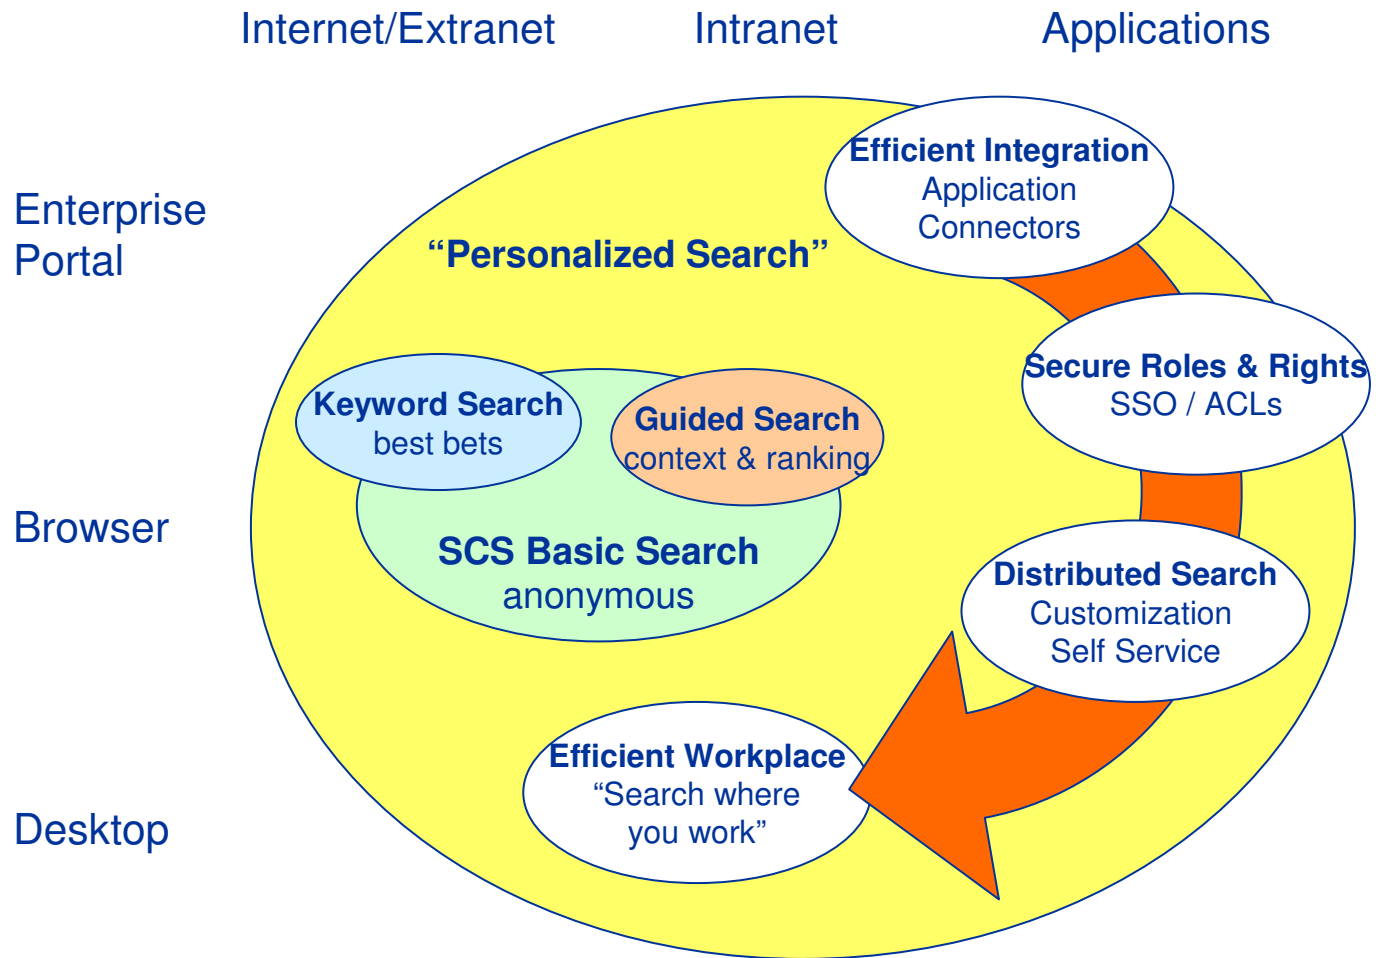 Internet/Extranet
Intranet
Applications
Enterprise
Portal
Efficient Integration
Application
Connectors
“Personalized Search”
Secure Roles & Rights
SSO / ACLs
Keyword Search
best bets
Guided Search
context & ranking
Browser
SCS Basic Search
anonymous
Distributed Search
Customization
Self Service
Desktop
Efficient Workplace
“Search where
you work”